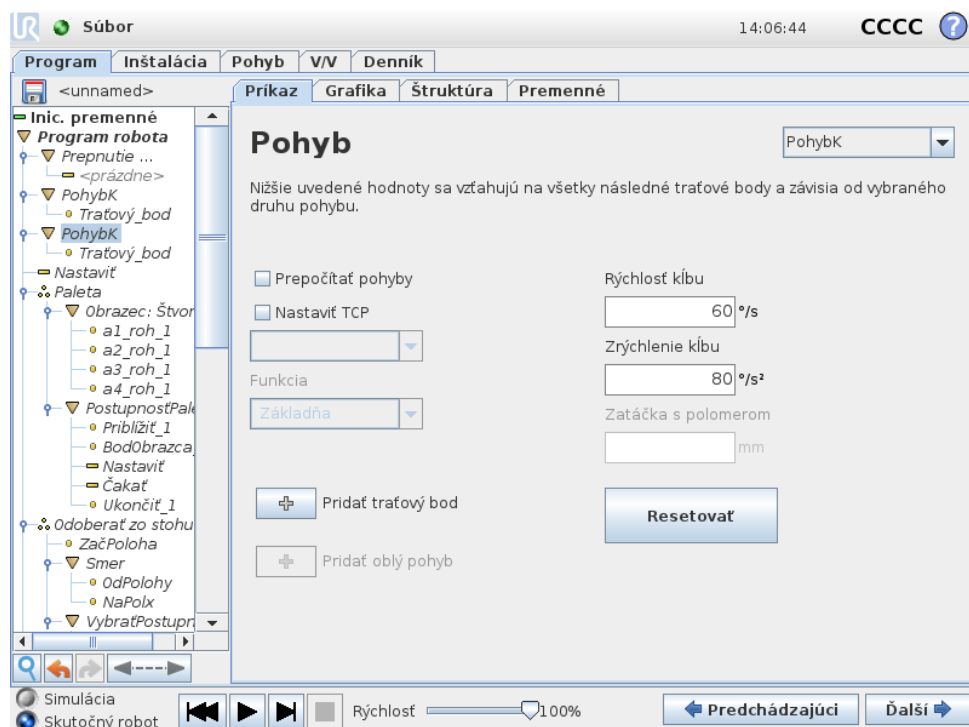 UR Súbor 14:06:44 CCCC ?
Program Inštalácia Pohyb V/V Denník
<unnamed> Príkaz Grafika Štruktúra Premenné
Inic. premenné
Program robota
Prepnutie ...
<prázdne>
PohybK
Traťový_bod
PohybK
Traťový_bod
Nastaviť
Paleta
Obrazec: Štvor
a1_roh_1
a2_roh_1
a3_roh_1
a4_roh_1
PostupnosťPale
Priblížiť_1
BodObrazca_
Nastaviť
Čakať
Ukončiť_1
Odoberať zo stohu
ZačPoloha
Smer
OdPolohy
NaPolx
VybraťPostupn
Pohyb
PohybK
Nižšie uvedené hodnoty sa vzťahujú na všetky následné traťové body a závisia od vybraného
druhu pohybu.
Prepočítať pohyby
Nastaviť TCP
Funkcia
Základňa
Pridať traťový bod
Pridať oblý pohyb
Rýchlosť kĺbu
60 °/s
Zrýchlenie kĺbu
80 °/s²
Zatáčka s polomerom
mm
Resetovať
Simulácia
Skutočný robot
Rýchlosť 100%
Predchádzajúci
Ďalší